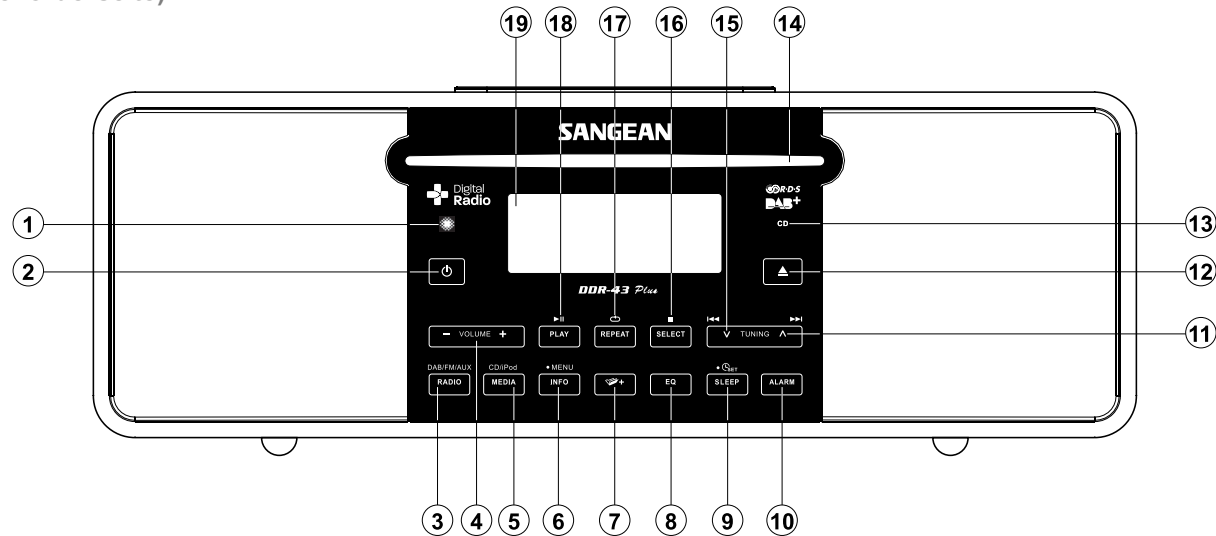 19 18 17 16 15 14
SANGEAN
Digital
Radio
R·D·S
DAB+
CD
1
13
2
12
DDR-43 Plus
− VOLUME +
PLAY
REPEAT
SELECT
TUNING
11
DAB/FM/AUX
CD/iPod
• MENU
• SET
RADIO
MEDIA
INFO
+
EQ
SLEEP
ALARM
3 4 5 6 7 8 9 10